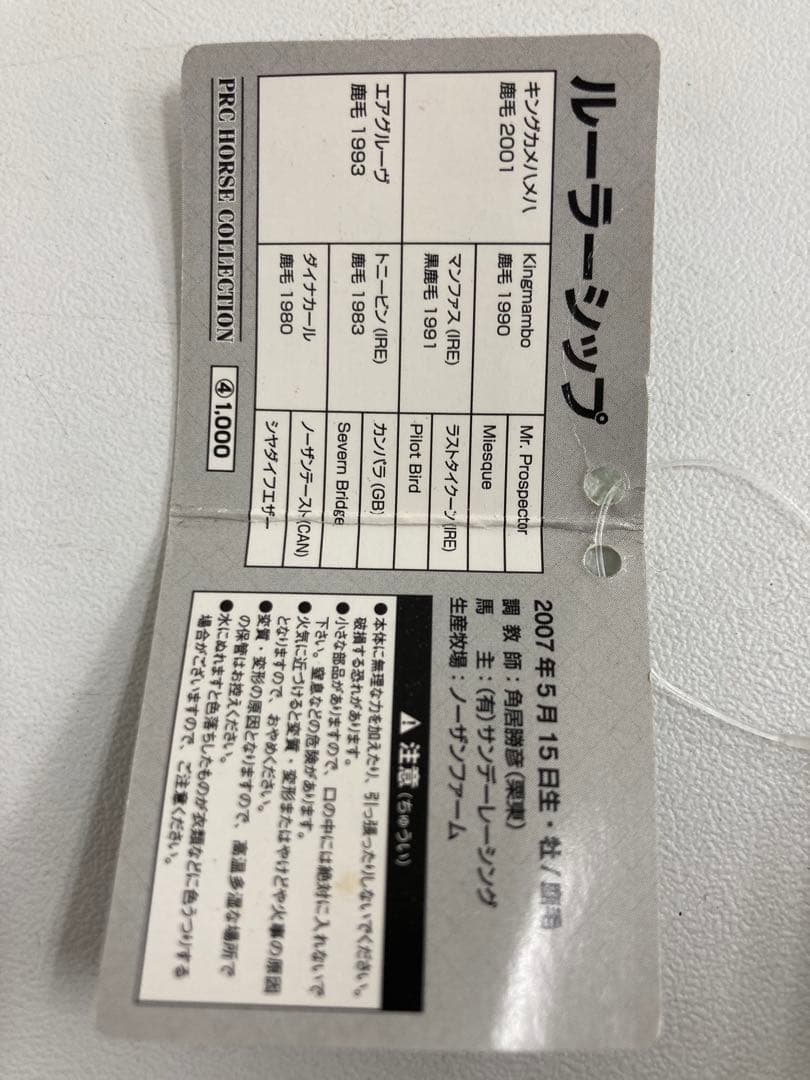 ルーラーシップ
キングカメハメハ
鹿毛 2001
Kingmambo
鹿毛 1990
Mr. Prospector
Miesque
マンファス (IRE)
黒鹿毛 1991
ラストタイクーン (IRE)
Pilot Bird
エアグルーヴ
鹿毛 1993
トニービン (IRE)
鹿毛 1983
カンパラ (GB)
Severn Bridge
ダイナカール
鹿毛 1980
ノーザンテースト (CAN)
シャダイフェザー
PRC HORSE COLLECTION
④1,000
2007 年 5 月 15 日生・牡 / 鹿毛
調 教 師：角居勝彦(栗東)
馬 主：(有)サンデーレーシング
生産牧場：ノーザンファーム
⚠ 注意 (ちゅうい)
●本体に無理な力を加えたり、引っ張ったりしないでください。
破損する恐れがあります。
●小さな部品がありますので、口の中には絶対に入れないで
下さい。窒息などの危険があります。
●火気に近づけると変質・変形またはやけどや火事の原因
となりますので、おやめください。
●変質・変形の原因となりますので、高温多湿な場所で
の保管はお控えください。
●水にぬれますと色落ちしたものが衣類などに色うつりする
場合がございますので、ご注意ください。